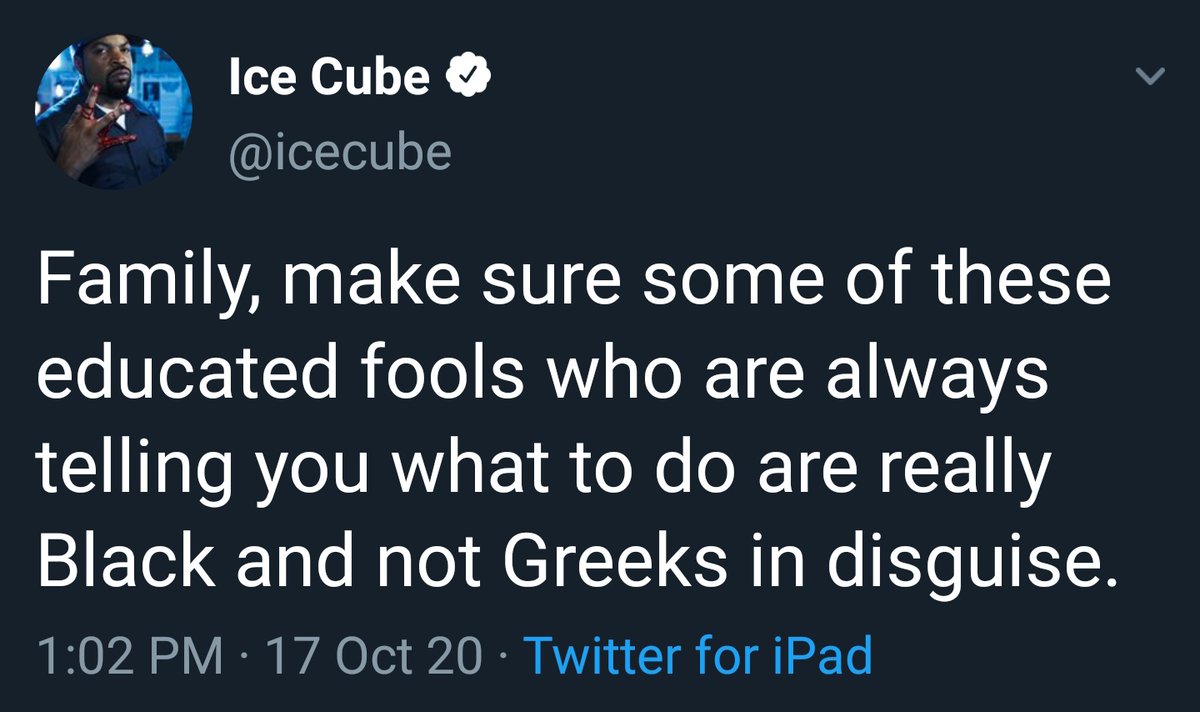 Ice Cube
@icecube
Family, make sure some of these
educated fools who are always
telling you what to do are really
Black and not Greeks in disguise.
1:02 PM · 17 Oct 20 · Twitter for iPad